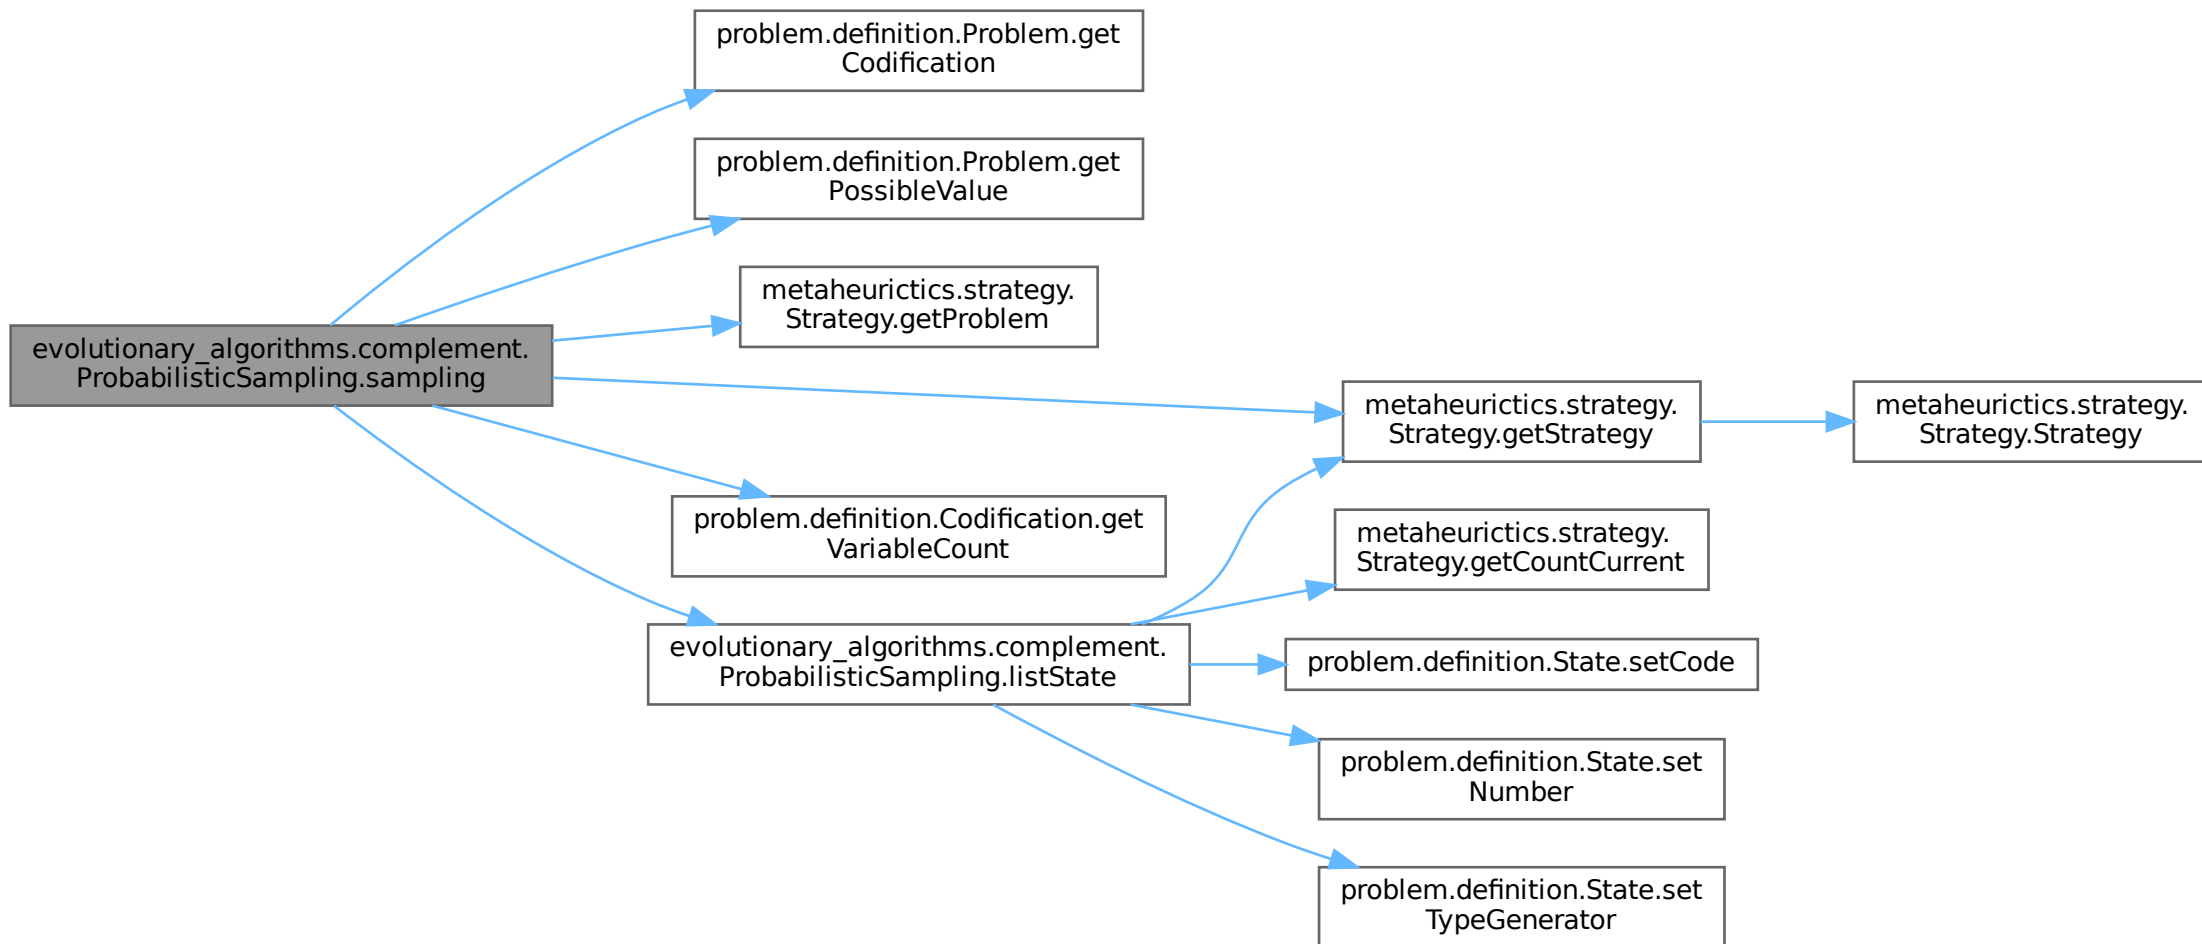 problem.definition.Problem.get
Codification
problem.definition.Problem.get
PossibleValue
metaheurictics.strategy.
Strategy.getProblem
evolutionary_algorithms.complement.
ProbabilisticSampling.sampling
metaheurictics.strategy.
Strategy.getStrategy
metaheurictics.strategy.
Strategy.Strategy
problem.definition.Codification.get
VariableCount
metaheurictics.strategy.
Strategy.getCountCurrent
evolutionary_algorithms.complement.
ProbabilisticSampling.listState
problem.definition.State.setCode
problem.definition.State.set
Number
problem.definition.State.set
TypeGenerator